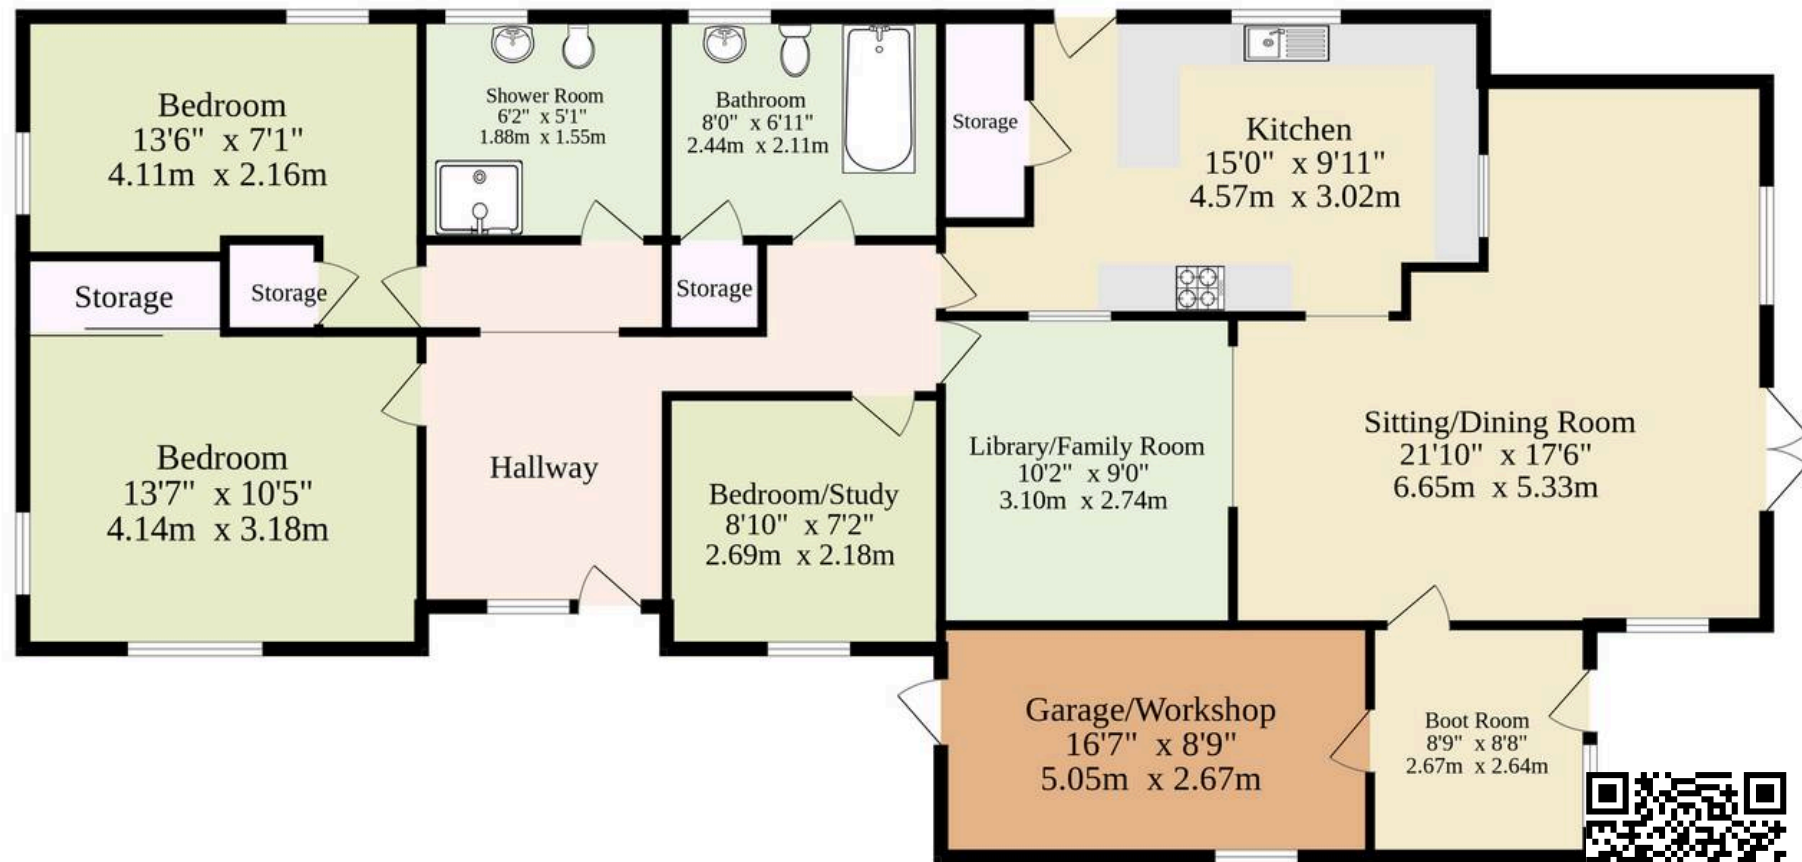 Bedroom
13'6" x 7'1"
4.11m x 2.16m
Shower Room
6'2" x 5'1"
1.88m x 1.55m
Bathroom
8'0" x 6'11"
2.44m x 2.11m
Storage
Kitchen
15'0" x 9'11"
4.57m x 3.02m
Storage
Storage
Storage
Bedroom
13'7" x 10'5"
4.14m x 3.18m
Hallway
Bedroom/Study
8'10" x 7'2"
2.69m x 2.18m
Library/Family Room
10'2" x 9'0"
3.10m x 2.74m
Sitting/Dining Room
21'10" x 17'6"
6.65m x 5.33m
Garage/Workshop
16'7" x 8'9"
5.05m x 2.67m
Boot Room
8'9" x 8'8"
2.67m x 2.64m